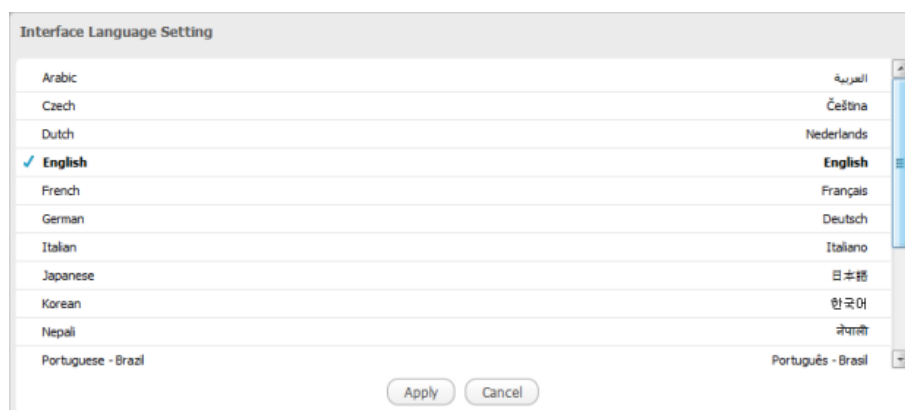 Interface Language Setting
Arabic العربية
Czech Čeština
Dutch Nederlands
English English
French Français
German Deutsch
Italian Italiano
Japanese 日本語
Korean 한국어
Nepali नेपाली
Portuguese - Brazil Português - Brasil
Apply Cancel